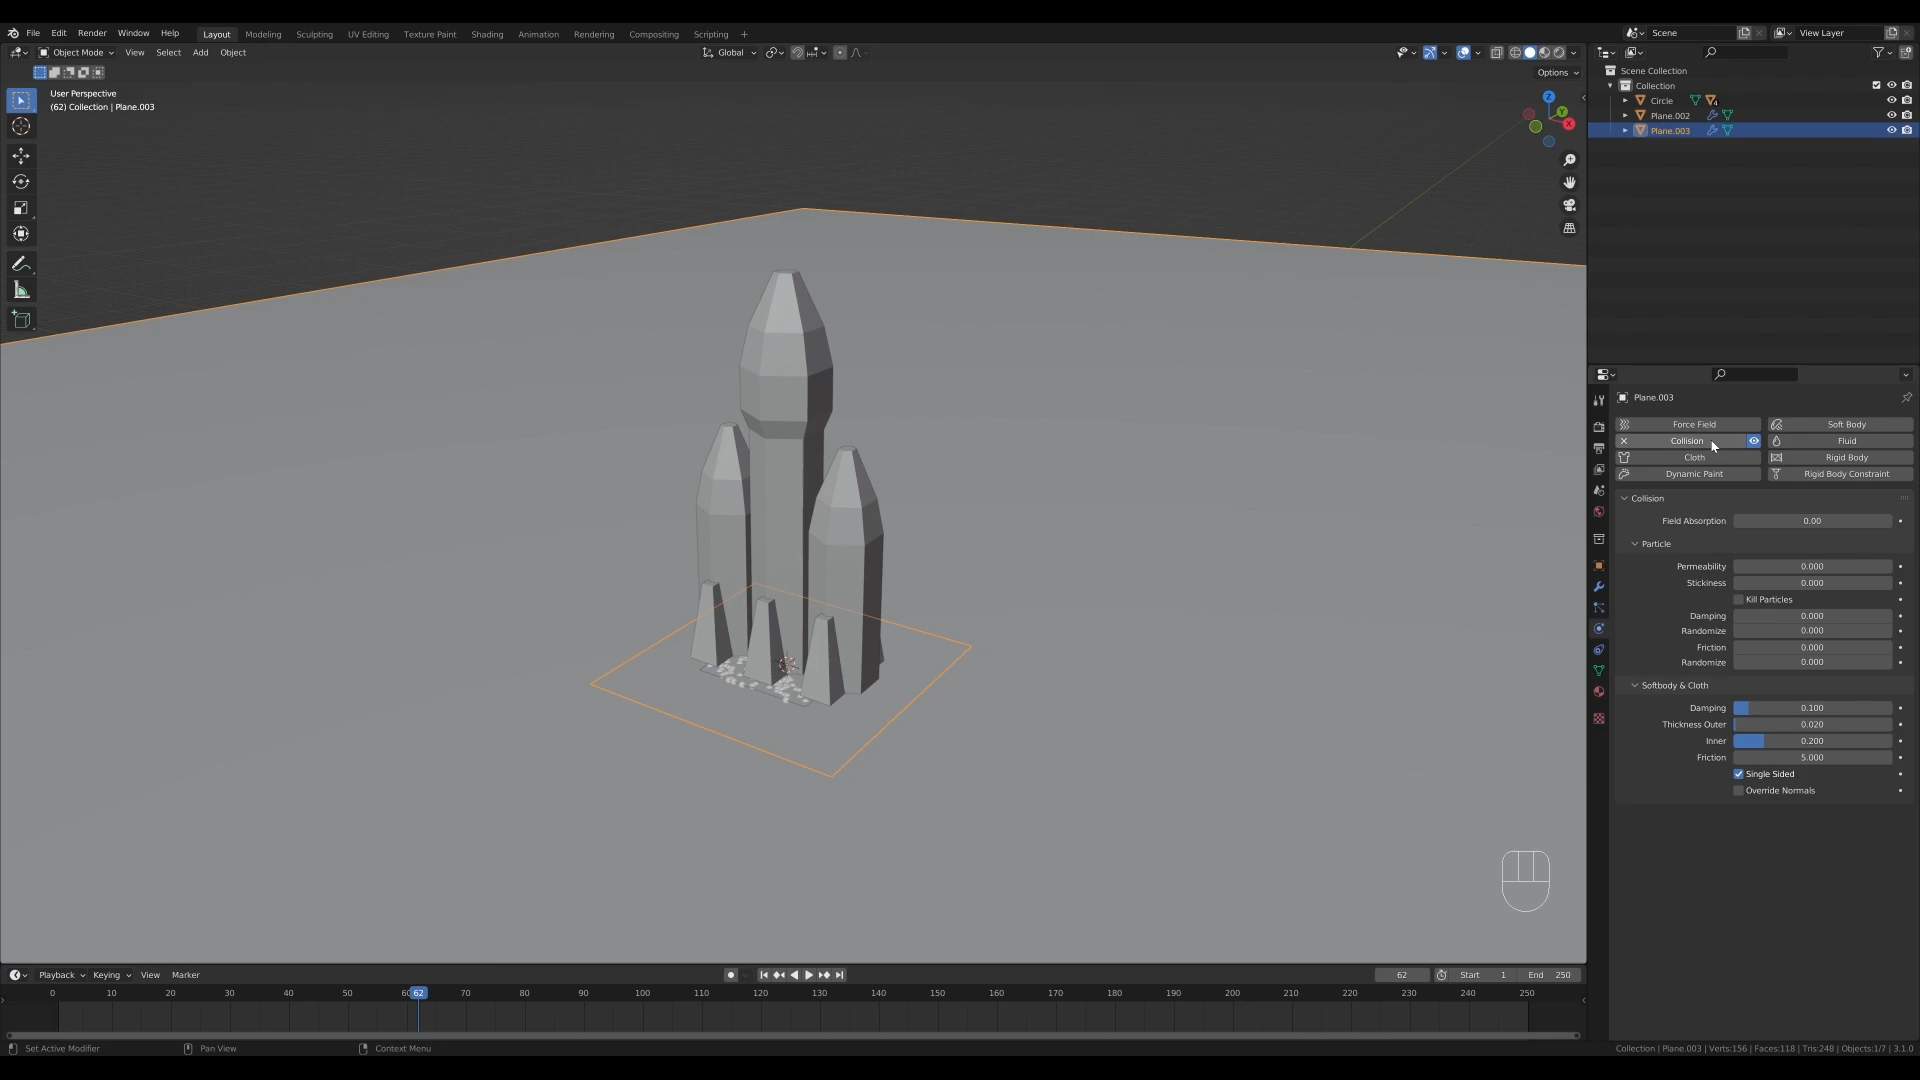 File Edit Render Window Help Layout Modeling Sculpting UV Editing Texture Paint Shading Animation Rendering Compositing Scripting +
Scene View Layer
Object Mode View Select Add Object Global
Options
User Perspective
(62) Collection | Plane.003
Z
Y
X
Scene Collection
Collection
Circle 4
Plane.002
Plane.003
Plane.003
Force Field Soft Body
Collision Fluid
Cloth Rigid Body
Dynamic Paint Rigid Body Constraint
Collision
Field Absorption 0.00
Particle
Permeability 0.000
Stickiness 0.000
Kill Particles
Damping 0.000
Randomize 0.000
Friction 0.000
Randomize 0.000
Softbody & Cloth
Damping 0.100
Thickness Outer 0.020
Inner 0.200
Friction 5.000
Single Sided
Override Normals
Playback Keying View Marker 62 Start 1 End 250
0 10 20 30 40 50 62 70 80 90 100 110 120 130 140 150 160 170 180 190 200 210 220 230 240 250
Set Active Modifier Pan View Context Menu
Collection | Plane.003 | Verts:156 | Faces:118 | Tris:248 | Objects:1/7 | 3.1.0